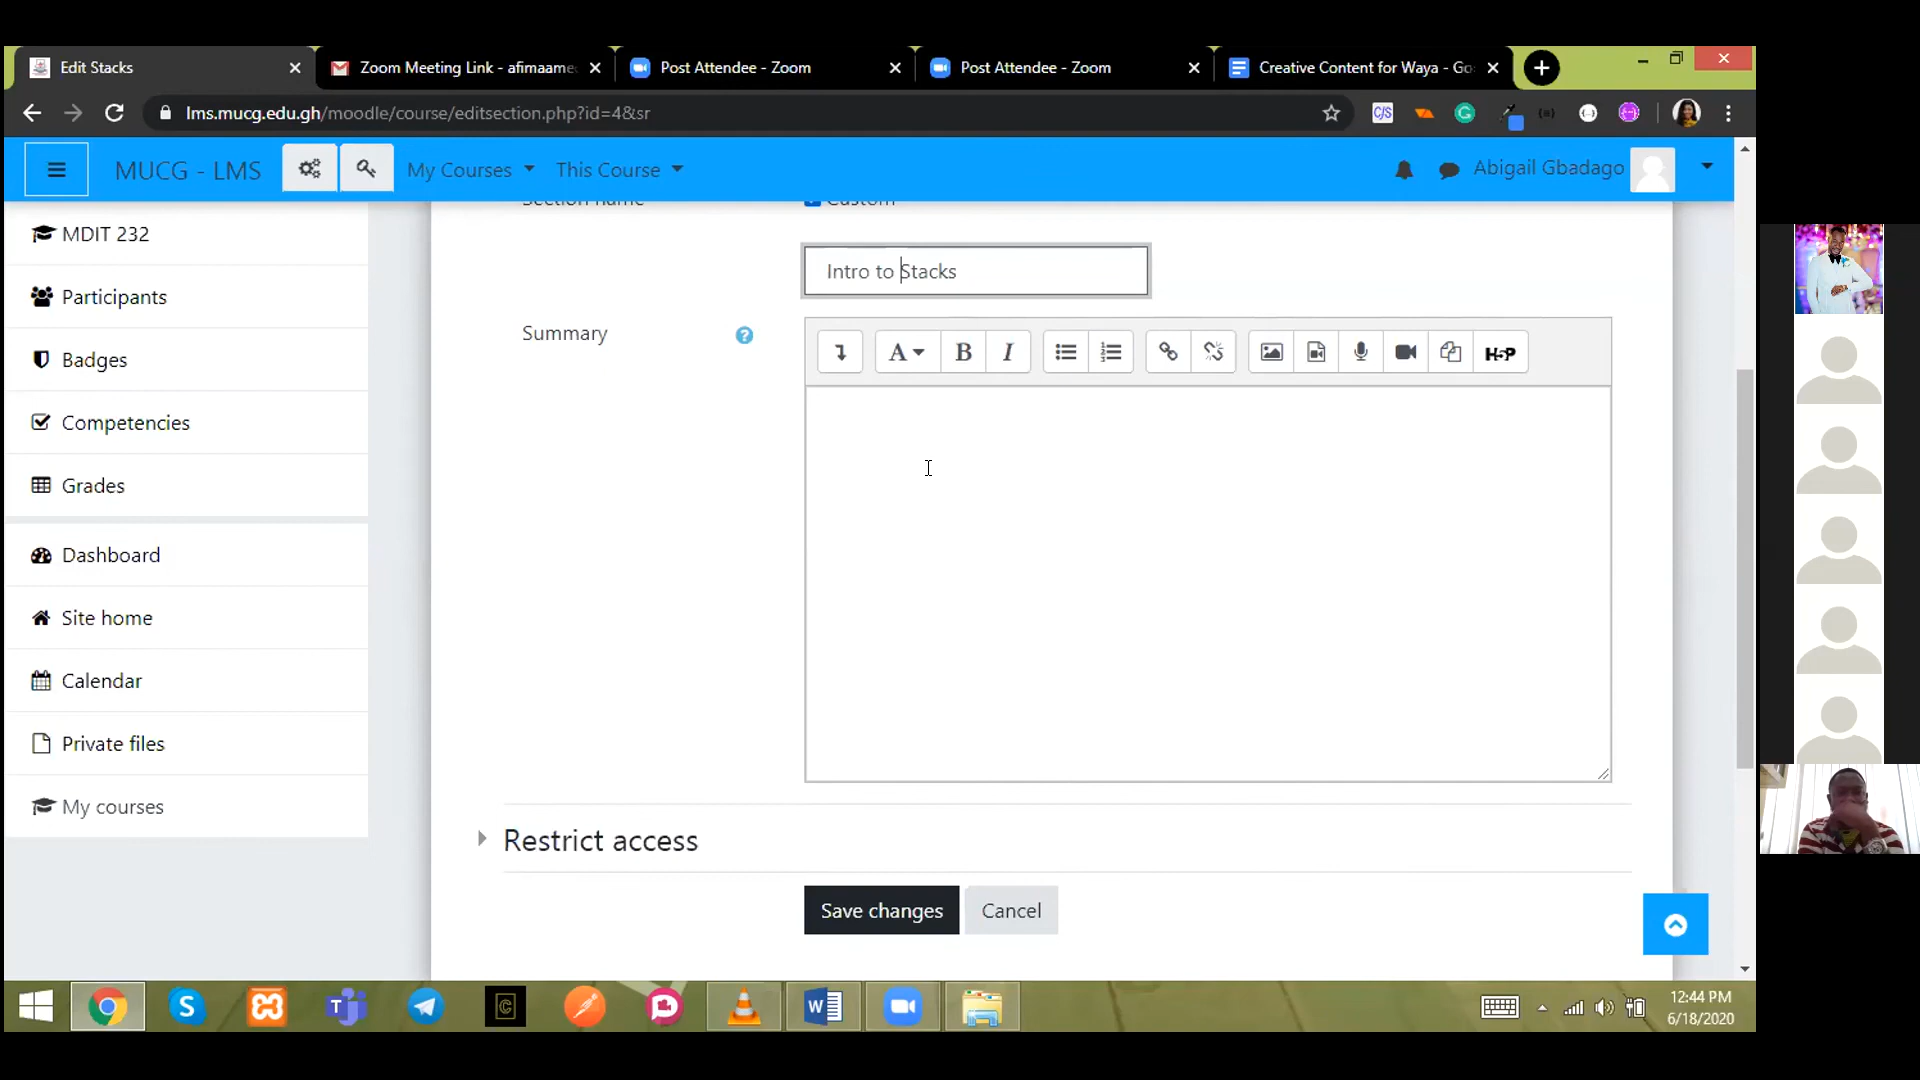 Edit Stacks
Zoom Meeting Link - afimaame
Post Attendee - Zoom
Post Attendee - Zoom
Creative Content for Waya - Go
lms.mucg.edu.gh/moodle/course/editsection.php?id=4&sr
MUCG - LMS
My Courses
This Course
Abigail Gbadago
MDIT 232
Participants
Badges
Competencies
Grades
Dashboard
Site home
Calendar
Private files
My courses
Section name
Custom
Intro to Stacks
Summary
A
B
I
H-P
Restrict access
Save changes
Cancel
12:44 PM
6/18/2020